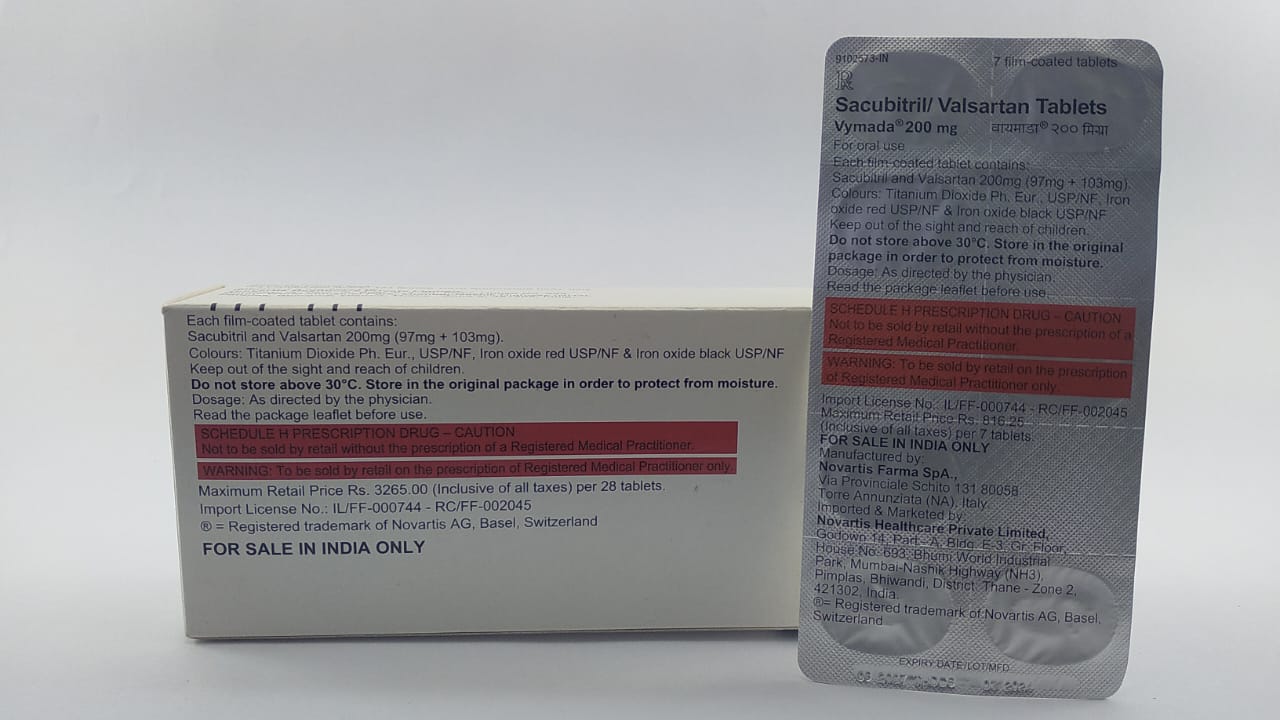 Each film-coated tablet contains:
Sacubitril and Valsartan 200mg (97mg + 103mg).
Colours: Titanium Dioxide Ph. Eur., USP/NF, Iron oxide red USP/NF & Iron oxide black USP/NF
Keep out of the sight and reach of children.
Do not store above 30°C. Store in the original package in order to protect from moisture.
Dosage: As directed by the physician.
Read the package leaflet before use.
SCHEDULE H PRESCRIPTION DRUG – CAUTION
Not to be sold by retail without the prescription of a Registered Medical Practitioner.
WARNING: To be sold by retail on the prescription of Registered Medical Practitioner only.
Maximum Retail Price Rs. 3265.00 (Inclusive of all taxes) per 28 tablets.
Import License No.: IL/FF-000744 - RC/FF-002045
® = Registered trademark of Novartis AG, Basel, Switzerland
FOR SALE IN INDIA ONLY
9102573-IN 7 film-coated tablets
Rx
Sacubitril/ Valsartan Tablets
Vymada® 200 mg वायमाडा® २०० मिग्रा
For oral use
Each film-coated tablet contains:
Sacubitril and Valsartan 200mg (97mg + 103mg).
Colours: Titanium Dioxide Ph. Eur., USP/NF, Iron
oxide red USP/NF & Iron oxide black USP/NF
Keep out of the sight and reach of children.
Do not store above 30°C. Store in the original
package in order to protect from moisture.
Dosage: As directed by the physician.
Read the package leaflet before use.
SCHEDULE H PRESCRIPTION DRUG – CAUTION
Not to be sold by retail without the prescription of a
Registered Medical Practitioner.
WARNING: To be sold by retail on the prescription
of Registered Medical Practitioner only.
Import License No.: IL/FF-000744 - RC/FF-002045
Maximum Retail Price Rs. 816.25
(Inclusive of all taxes) per 7 tablets.
FOR SALE IN INDIA ONLY
Manufactured by:
Novartis Farma SpA.,
Via Provinciale Schito 131 80058
Torre Annunziata (NA), Italy.
Imported & Marketed by:
Novartis Healthcare Private Limited,
Godown 14, Part - A, Bldg. E-3, Gr. Floor,
House No. 693, Bhumi World Industrial
Park, Mumbai-Nashik Highway (NH3),
Pimplas, Bhiwandi, District: Thane - Zone 2,
421302, India.
®= Registered trademark of Novartis AG, Basel,
Switzerland
EXPIRY DATE/LOT/MFD